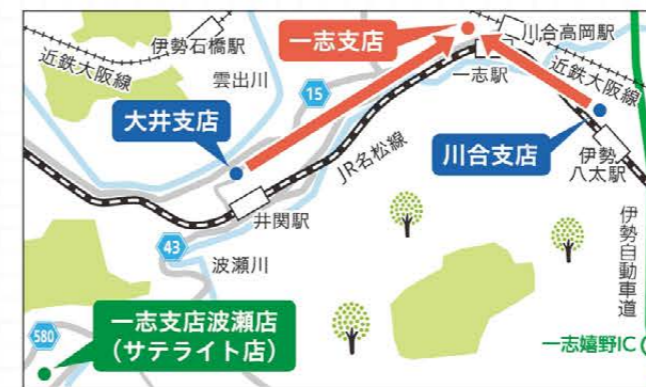 一志支店
川合高岡駅
伊勢石橋駅
近鉄大阪線
雲出川
一志駅
近鉄大阪線
15
大井支店
川合支店
JR名松線
伊勢
八太駅
井関駅
43
波瀬川
伊勢自動車道
580
一志支店波瀬店
(サテライト店)
一志嬉野IC